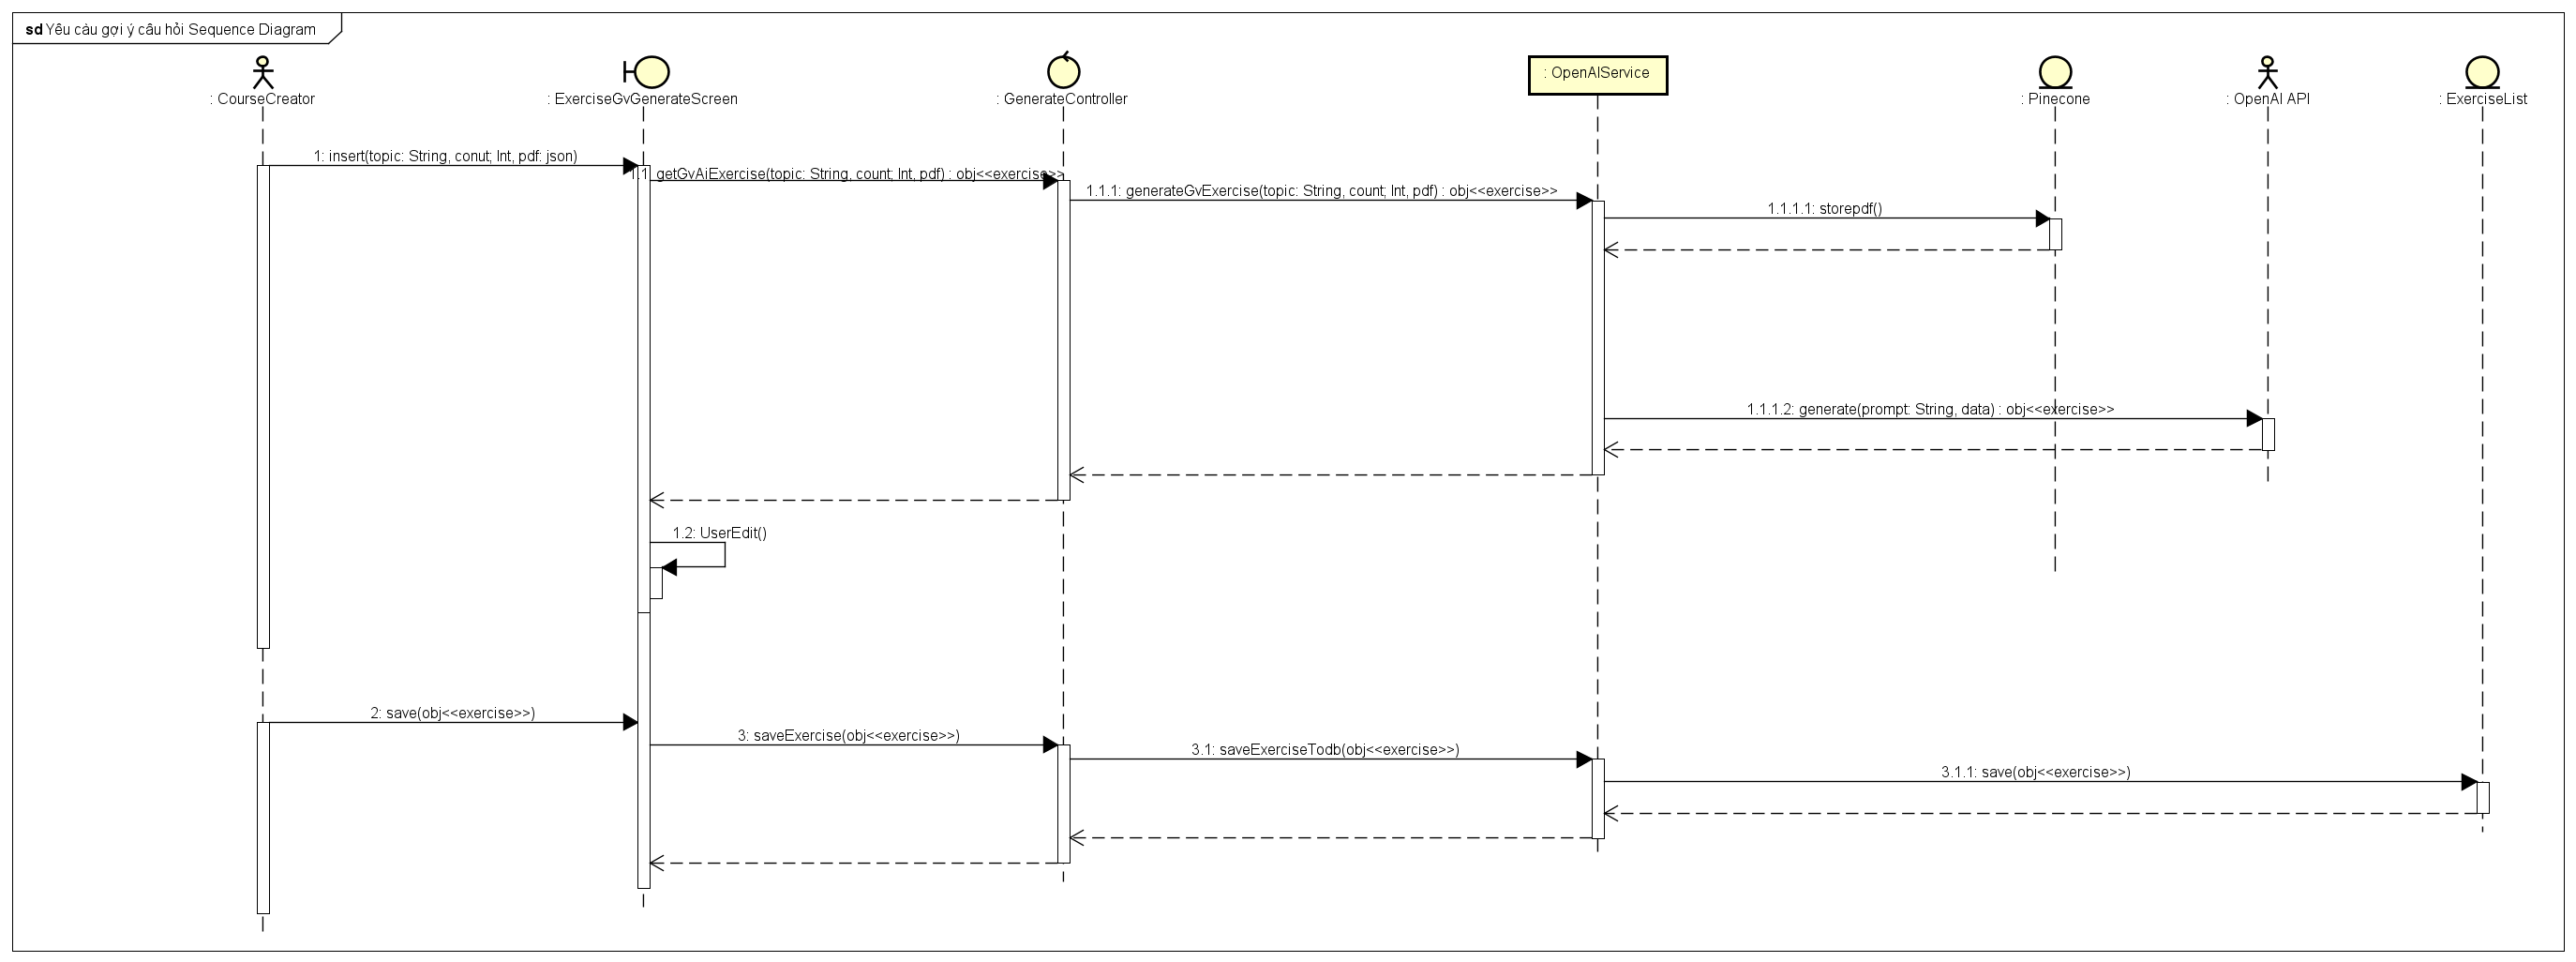 sd Yêu càu gợi ý câu hỏi Sequence Diagram
: CourseCreator
: ExerciseGvGenerateScreen
: GenerateController
: OpenAIService
: Pinecone
: OpenAI API
: ExerciseList
1: insert(topic: String, conut; Int, pdf: json)
1.1: getGvAiExercise(topic: String, count; Int, pdf) : obj<<exercise>>
1.1.1: generateGvExercise(topic: String, count; Int, pdf) : obj<<exercise>>
1.1.1.1: storepdf()
1.1.1.2: generate(prompt: String, data) : obj<<exercise>>
1.2: UserEdit()
2: save(obj<<exercise>>)
3: saveExercise(obj<<exercise>>)
3.1: saveExerciseTodb(obj<<exercise>>)
3.1.1: save(obj<<exercise>>)